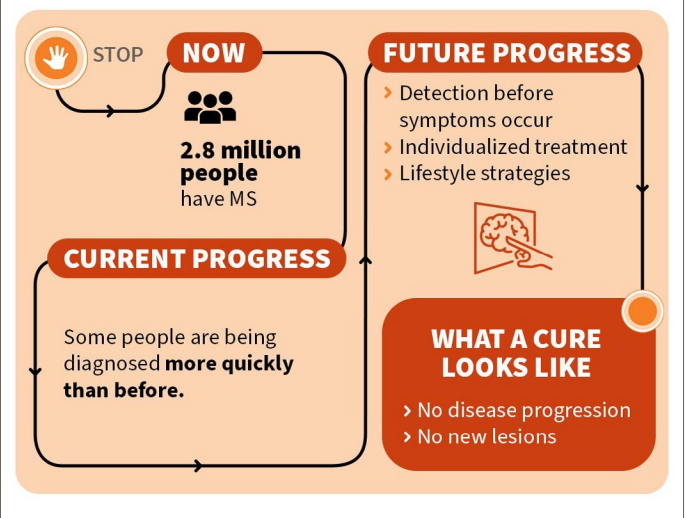 STOP
NOW
2.8 million
people
have MS
CURRENT PROGRESS
Some people are being
diagnosed more quickly
than before.
FUTURE PROGRESS
Detection before
symptoms occur
Individualized treatment
Lifestyle strategies
WHAT A CURE
LOOKS LIKE
No disease progression
No new lesions